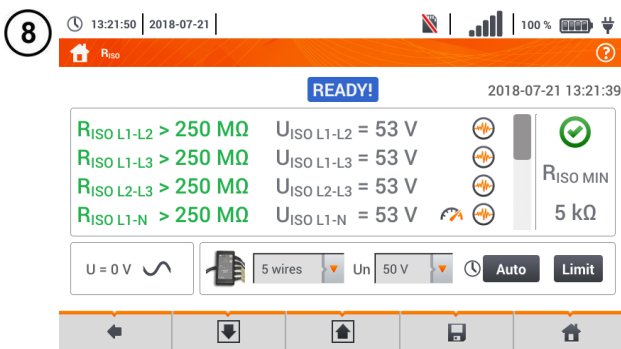 8
13:21:50 2018-07-21 100 %
RISO ?
READY! 2018-07-21 13:21:39
RISO L1-L2 > 250 MΩ UISO L1-L2 = 53 V
RISO L1-L3 > 250 MΩ UISO L1-L3 = 53 V
RISO L2-L3 > 250 MΩ UISO L2-L3 = 53 V
RISO L1-N > 250 MΩ UISO L1-N = 53 V
RISO MIN
5 kΩ
U = 0 V 5 wires Un 50 V Auto Limit